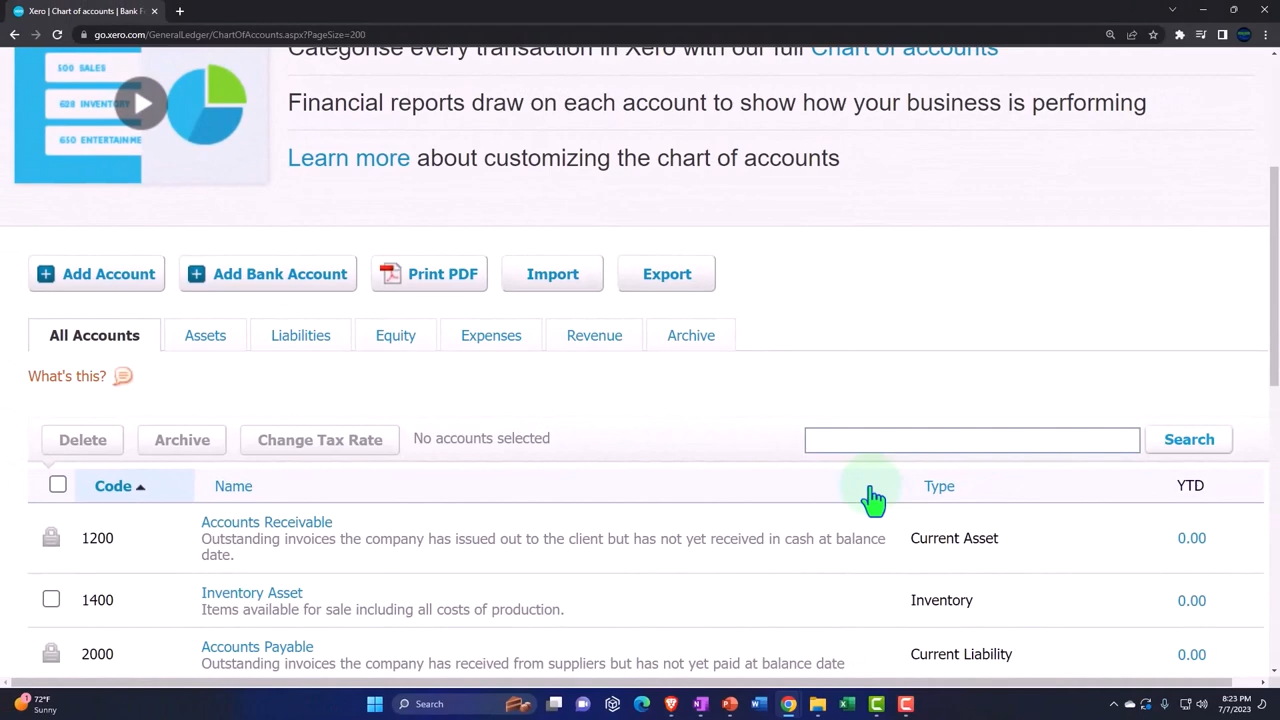 Xero | Chart of accounts | Bank F
go.xero.com/GeneralLedger/ChartOfAccounts.aspx?PageSize=200
Categorise every transaction in Xero with our full Chart of accounts
500 SALES
628 INVENTORY
650 ENTERTAINME
Financial reports draw on each account to show how your business is performing
Learn more about customizing the chart of accounts
Add Account
Add Bank Account
Print PDF
Import
Export
All Accounts
Assets
Liabilities
Equity
Expenses
Revenue
Archive
What's this?
Delete
Archive
Change Tax Rate
No accounts selected
Search
Code
Name
Type
YTD
1200
Accounts Receivable
Outstanding invoices the company has issued out to the client but has not yet received in cash at balance
date.
Current Asset
0.00
1400
Inventory Asset
Items available for sale including all costs of production.
Inventory
0.00
2000
Accounts Payable
Outstanding invoices the company has received from suppliers but has not yet paid at balance date
Current Liability
0.00
72°F
Sunny
Search
8:23 PM
7/7/2023